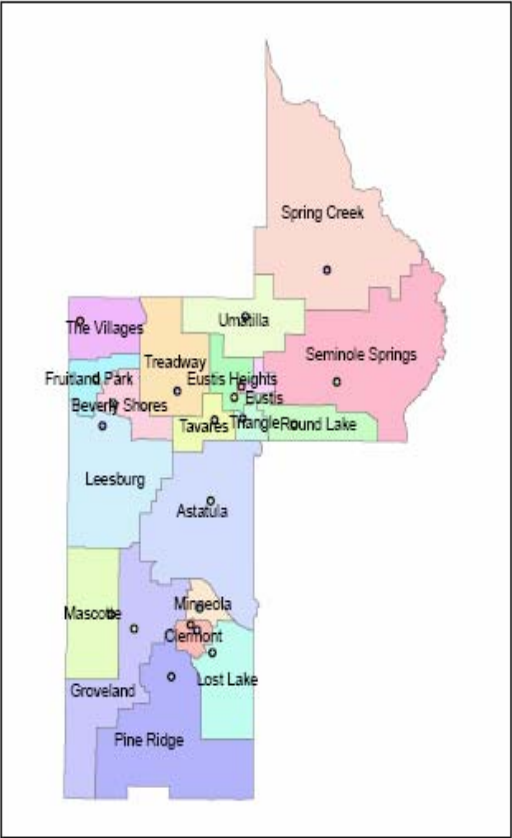 Spring Creek
Umatilla
The Villages
Seminole Springs
Treadway
Fruitland Park
Eustis Heights
Eustis
Beverly Shores
Tavares
Triangle
Round Lake
Leesburg
Astatula
Minneola
Mascotte
Clermont
Lost Lake
Groveland
Pine Ridge